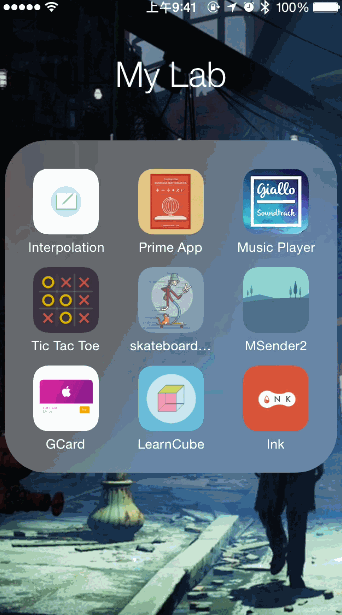 上午9:41 100%
My Lab
Giallo
Soundtrack
Interpolation Prime App Music Player
Tic Tac Toe skateboard... MSender2
INK
GCard LearnCube Ink